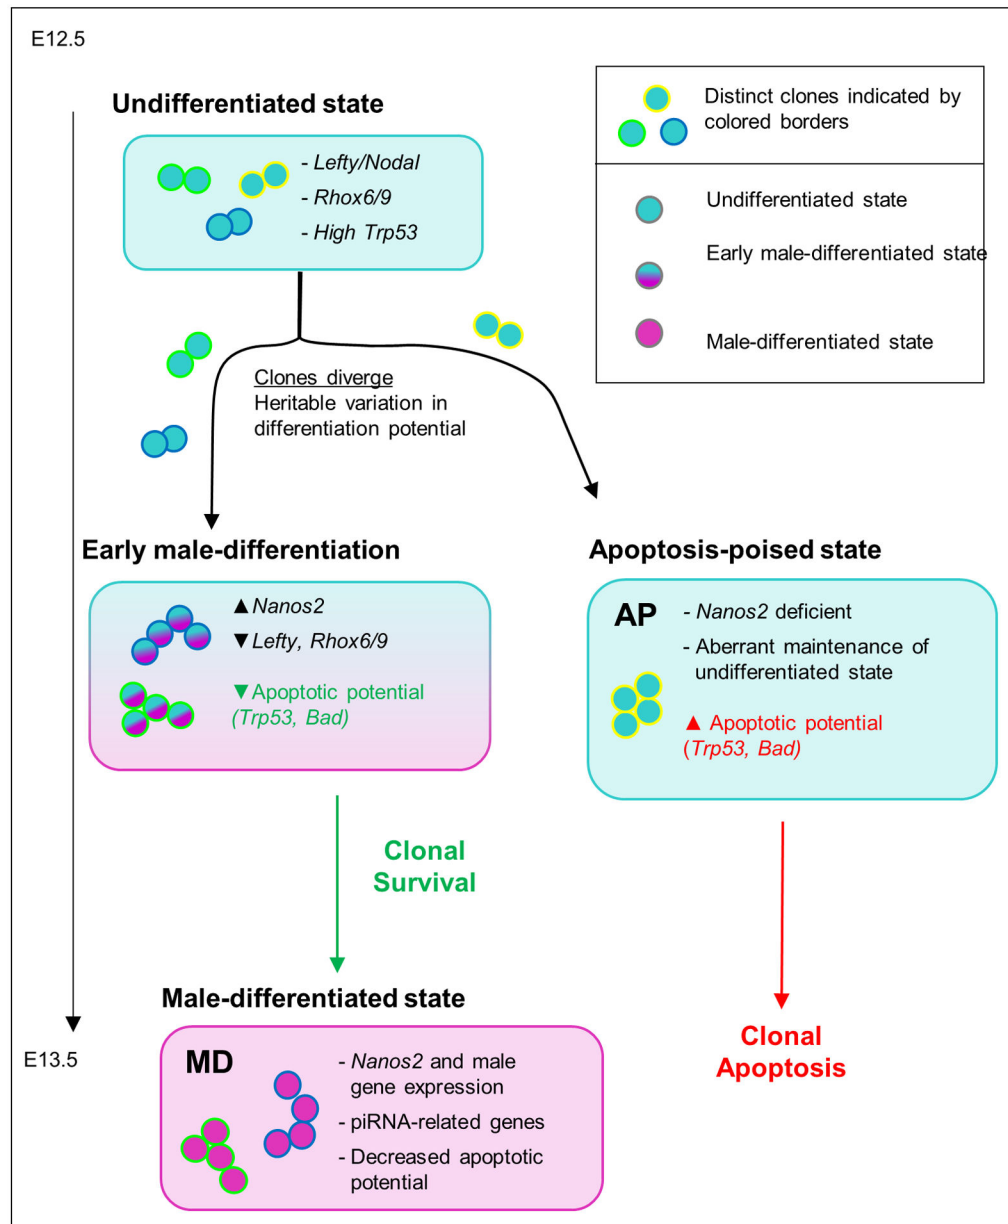 E12.5
Undifferentiated state
- Lefty/Nodal
- Rhox6/9
- High Trp53
Distinct clones indicated by
colored borders
Undifferentiated state
Early male-differentiated state
Male-differentiated state
Clones diverge
Heritable variation in
differentiation potential
Early male-differentiation
▲ Nanos2
▼ Lefty, Rhox6/9
▼ Apoptotic potential
(Trp53, Bad)
Apoptosis-poised state
AP
- Nanos2 deficient
- Aberrant maintenance of
undifferentiated state
▲ Apoptotic potential
(Trp53, Bad)
Clonal
Survival
Clonal
Apoptosis
Male-differentiated state
E13.5
MD
- Nanos2 and male
gene expression
- piRNA-related genes
- Decreased apoptotic
potential